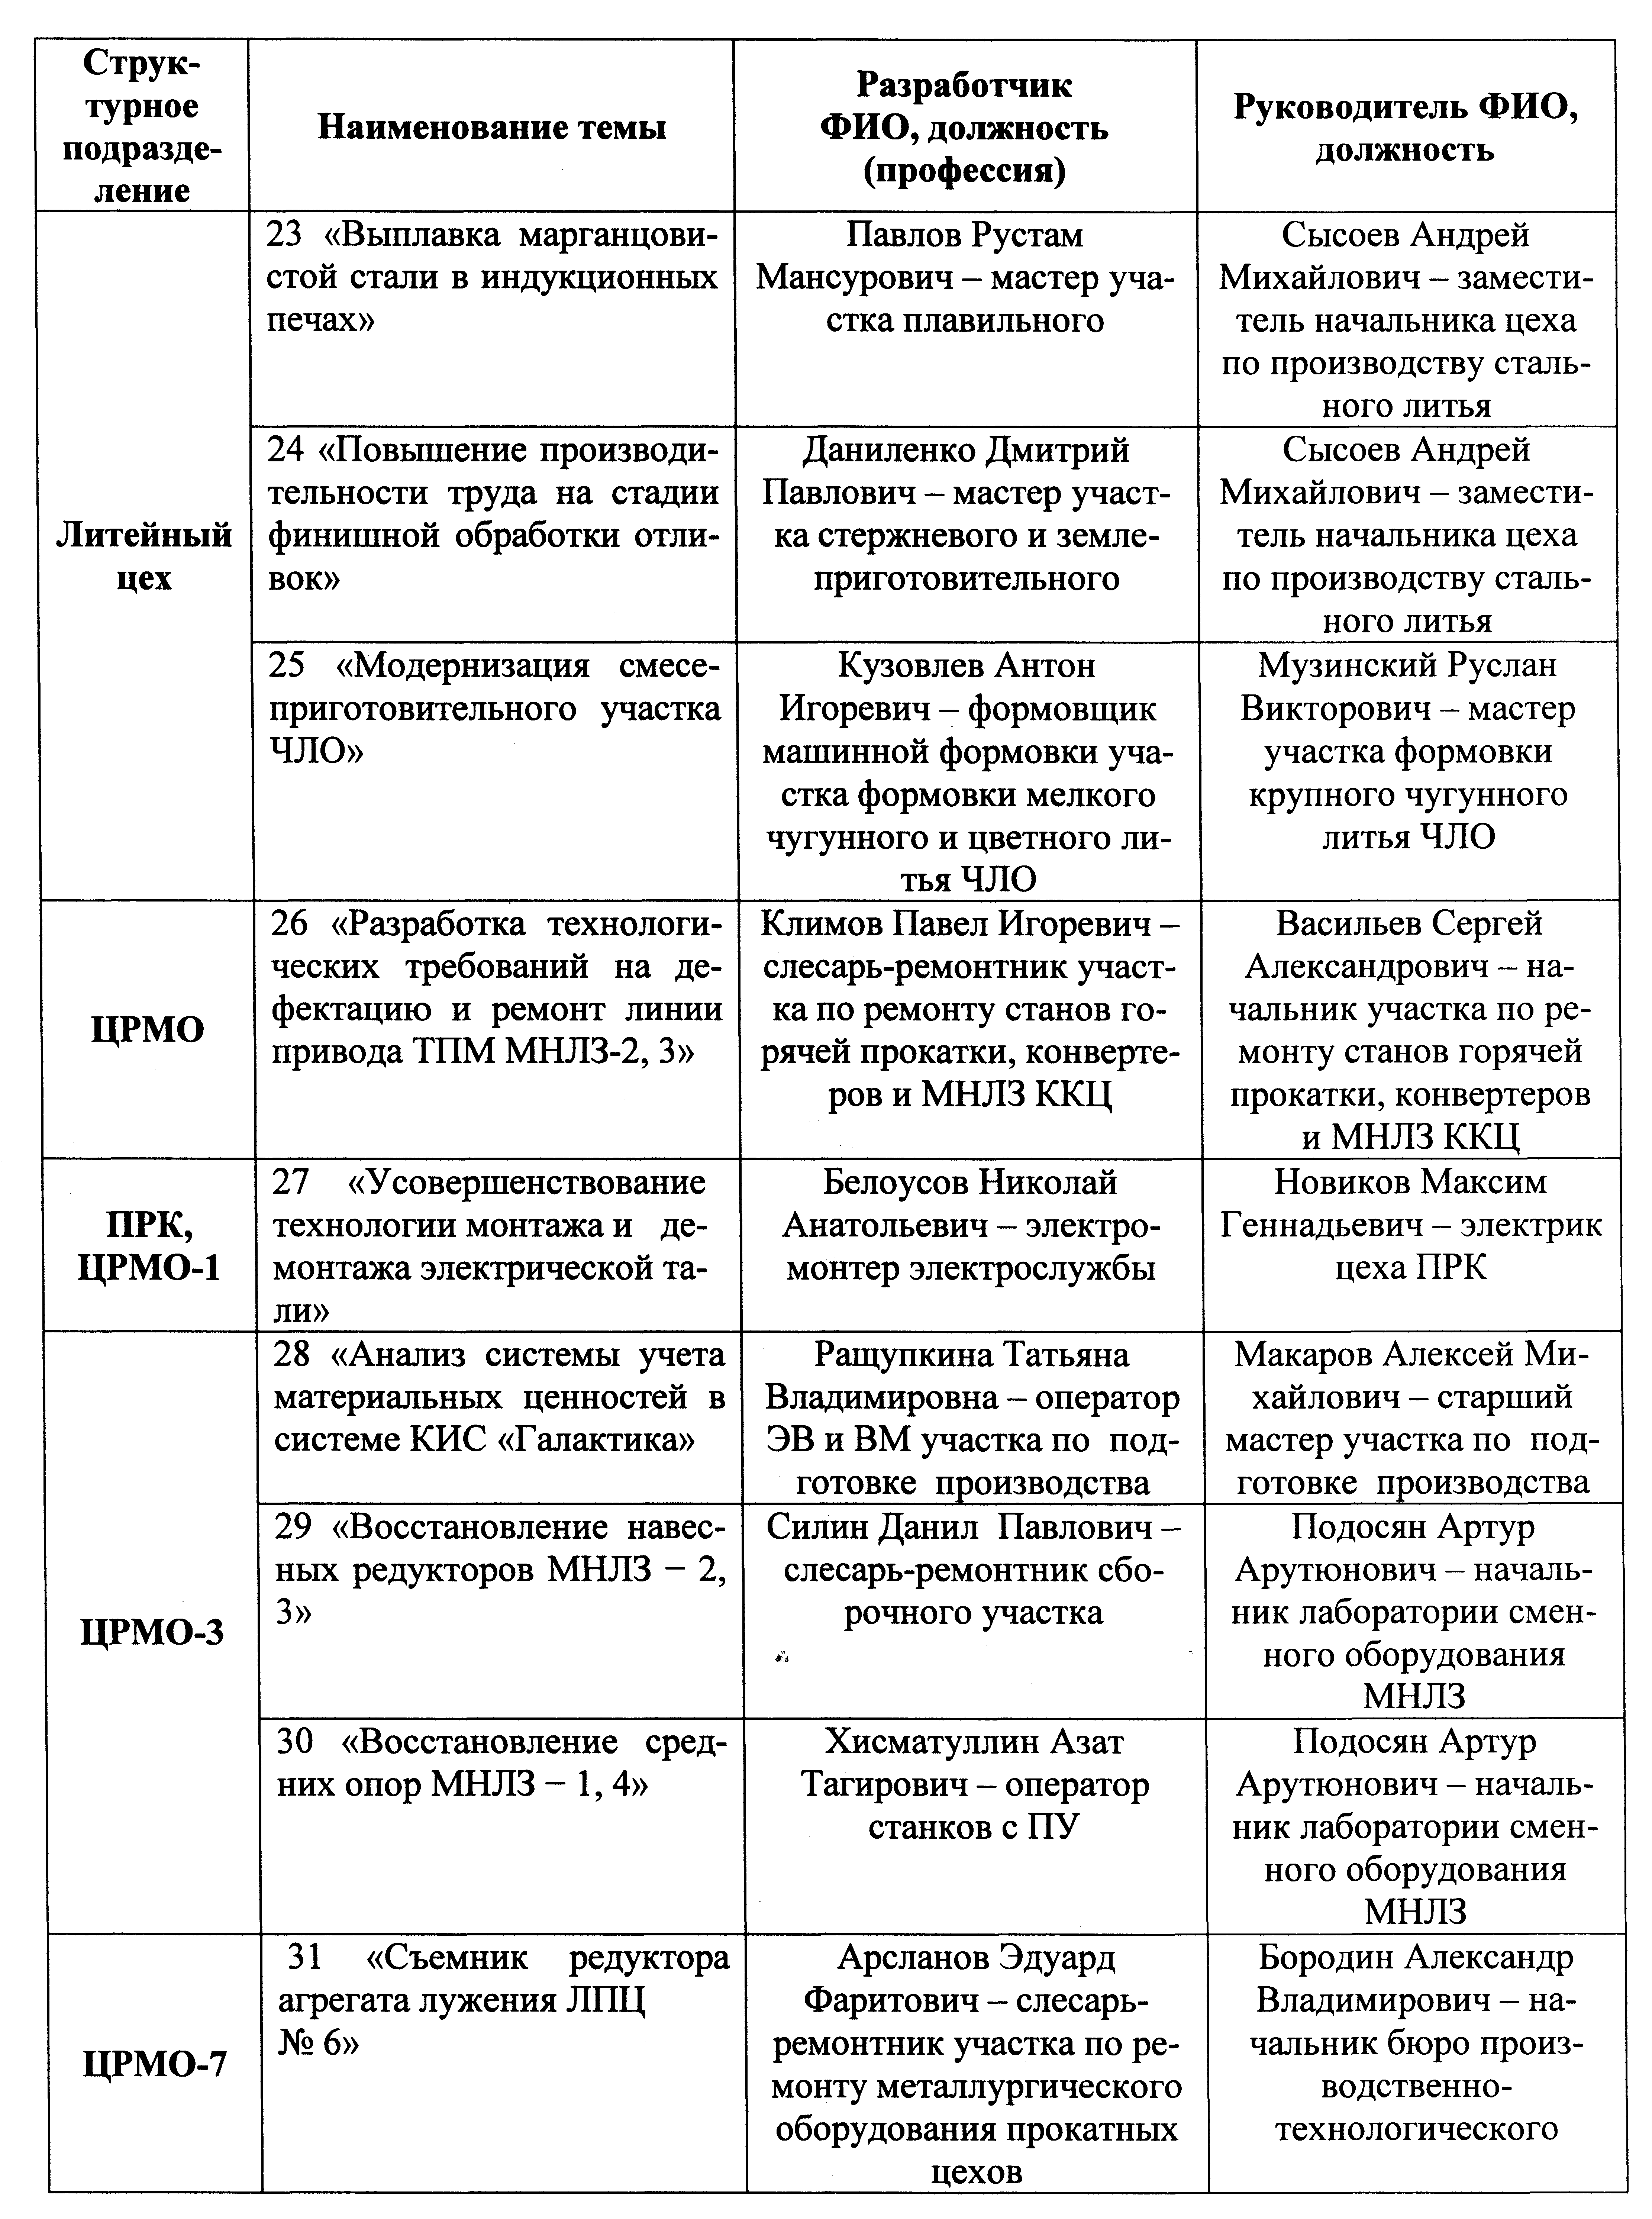 Струк-
турное
подразде-
ление
Наименование темы
Разработчик
ФИО, должность
(профессия)
Руководитель ФИО,
должность
Литейный
цех
23 «Выплавка марганцови-
стой стали в индукционных
печах»
Павлов Рустам
Мансурович – мастер уча-
стка плавильного
Сысоев Андрей
Михайлович – замести-
тель начальника цеха
по производству сталь-
ного литья
24 «Повышение производи-
тельности труда на стадии
финишной обработки отли-
вок»
Даниленко Дмитрий
Павлович – мастер участ-
ка стержневого и земле-
приготовительного
Сысоев Андрей
Михайлович – замести-
тель начальника цеха
по производству сталь-
ного литья
25 «Модернизация смесе-
приготовительного участка
ЧЛО»
Кузовлев Антон
Игоревич – формовщик
машинной формовки уча-
стка формовки мелкого
чугунного и цветного ли-
тья ЧЛО
Музинский Руслан
Викторович – мастер
участка формовки
крупного чугунного
литья ЧЛО
ЦРМО
26 «Разработка технологи-
ческих требований на де-
фектацию и ремонт линии
привода ТПМ МНЛЗ-2, 3»
Климов Павел Игоревич –
слесарь-ремонтник участ-
ка по ремонту станов го-
рячей прокатки, конверте-
ров и МНЛЗ ККЦ
Васильев Сергей
Александрович – на-
чальник участка по ре-
монту станов горячей
прокатки, конвертеров
и МНЛЗ ККЦ
ПРК,
ЦРМО-1
27 «Усовершенствование
технологии монтажа и де-
монтажа электрической та-
ли»
Белоусов Николай
Анатольевич – электро-
монтер электрослужбы
Новиков Максим
Геннадьевич – электрик
цеха ПРК
ЦРМО-3
28 «Анализ системы учета
материальных ценностей в
системе КИС «Галактика»
Ращупкина Татьяна
Владимировна – оператор
ЭВ и ВМ участка по под-
готовке производства
Макаров Алексей Ми-
хайлович – старший
мастер участка по под-
готовке производства
29 «Восстановление навес-
ных редукторов МНЛЗ – 2,
3»
Силин Данил Павлович –
слесарь-ремонтник сбо-
рочного участка
Подосян Артур
Арутюнович – началь-
ник лаборатории смен-
ного оборудования
МНЛЗ
30 «Восстановление сред-
них опор МНЛЗ – 1, 4»
Хисматуллин Азат
Тагирович – оператор
станков с ПУ
Подосян Артур
Арутюнович – началь-
ник лаборатории смен-
ного оборудования
МНЛЗ
ЦРМО-7
31 «Съемник редуктора
агрегата лужения ЛПЦ
№ 6»
Арсланов Эдуард
Фаритович – слесарь-
ремонтник участка по ре-
монту металлургического
оборудования прокатных
цехов
Бородин Александр
Владимирович – на-
чальник бюро произ-
водственно-
технологического